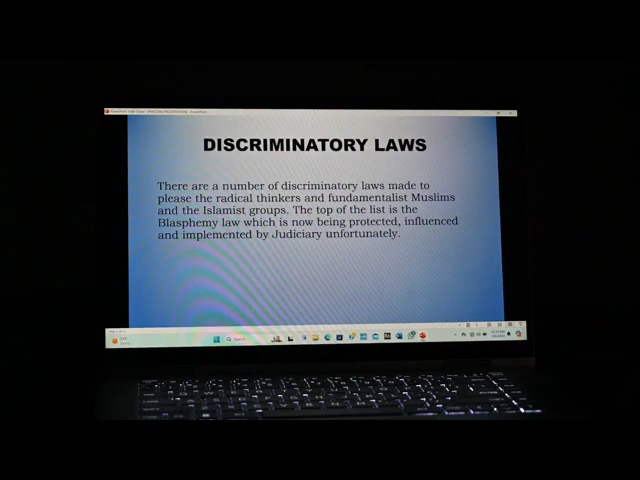 DISCRIMINATORY LAWS
There are a number of discriminatory laws made to
please the radical thinkers and fundamentalist Muslims
and the Islamist groups. The top of the list is the
Blasphemy law which is now being protected, influenced
and implemented by Judiciary unfortunately.
Search